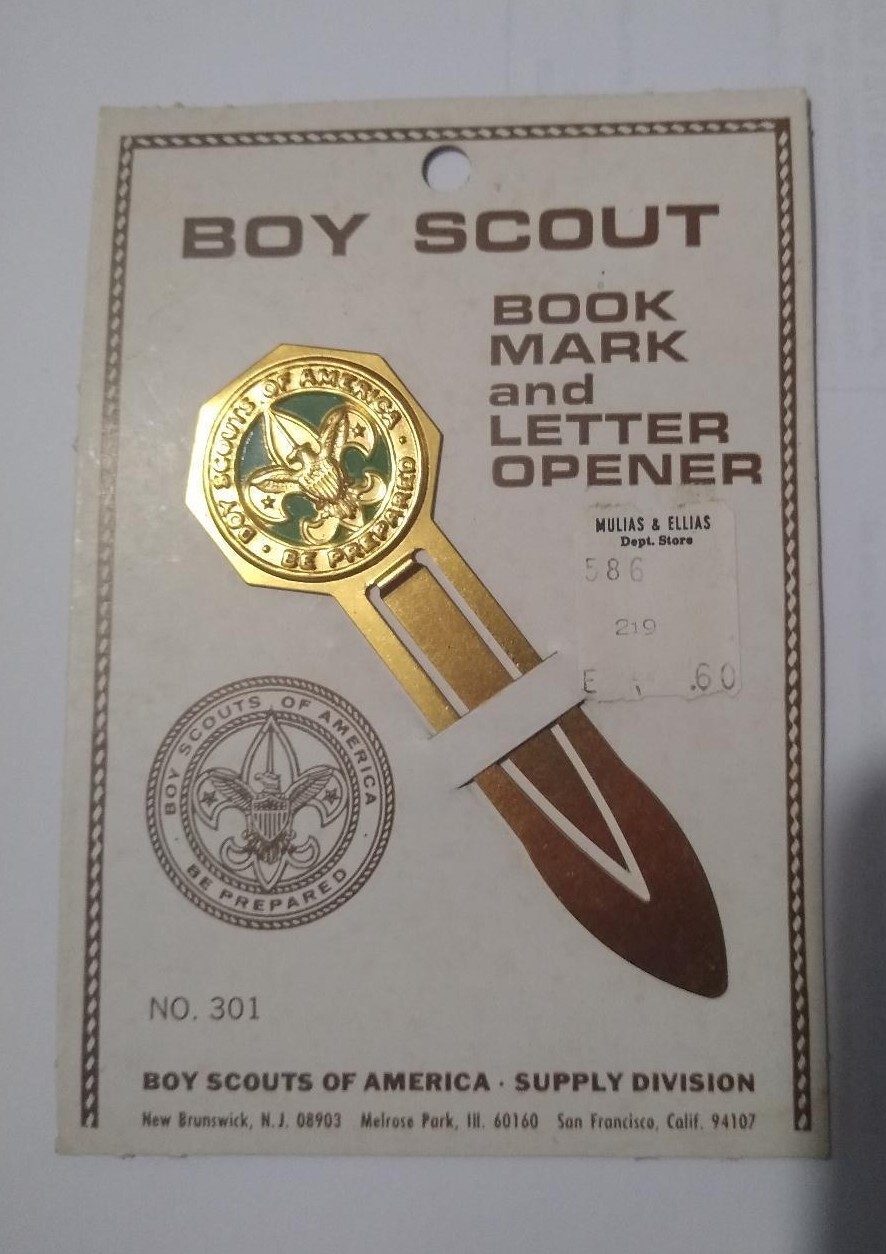 BOY SCOUT
BOOK
MARK
and
LETTER
OPENER
BOY SCOUTS OF AMERICA ·
BE PREPARED ·
MULIAS & ELLIAS
Dept. Store
586
219
E .60
BOY SCOUTS OF AMERICA
· BE PREPARED ·
NO. 301
BOY SCOUTS OF AMERICA · SUPPLY DIVISION
New Brunswick, N.J. 08903 Melrose Park, Ill. 60160 San Francisco, Calif. 94107